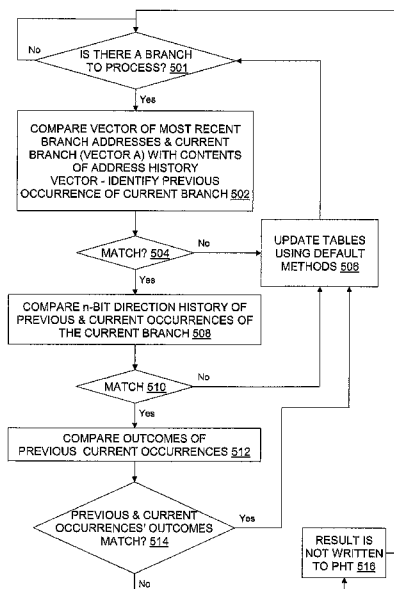 No
IS THERE A BRANCH
TO PROCESS? 501
Yes
COMPARE VECTOR OF MOST RECENT
BRANCH ADDRESSES & CURRENT
BRANCH (VECTOR A) WITH CONTENTS
OF ADDRESS HISTORY
VECTOR - IDENTIFY PREVIOUS
OCCURRENCE OF CURRENT BRANCH 502
MATCH? 504
No
UPDATE TABLES
USING DEFAULT
METHODS 506
Yes
COMPARE n-BIT DIRECTION HISTORY OF
PREVIOUS & CURRENT OCCURRENCES OF
THE CURRENT BRANCH 508
MATCH 510
No
Yes
COMPARE OUTCOMES OF
PREVIOUS CURRENT OCCURRENCES 512
PREVIOUS & CURRENT
OCCURRENCES' OUTCOMES
MATCH? 514
Yes
No
RESULT IS
NOT WRITTEN
TO PHT 516